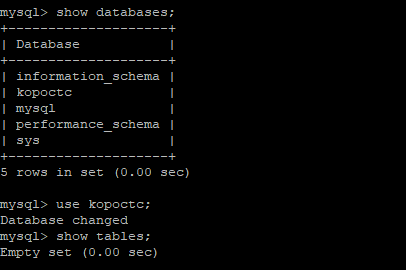 mysql> show databases;
+--------------------+
| Database           |
+--------------------+
| information_schema |
| kopoctc            |
| mysql              |
| performance_schema |
| sys                |
+--------------------+
5 rows in set (0.00 sec)

mysql> use kopoctc;
Database changed
mysql> show tables;
Empty set (0.00 sec)